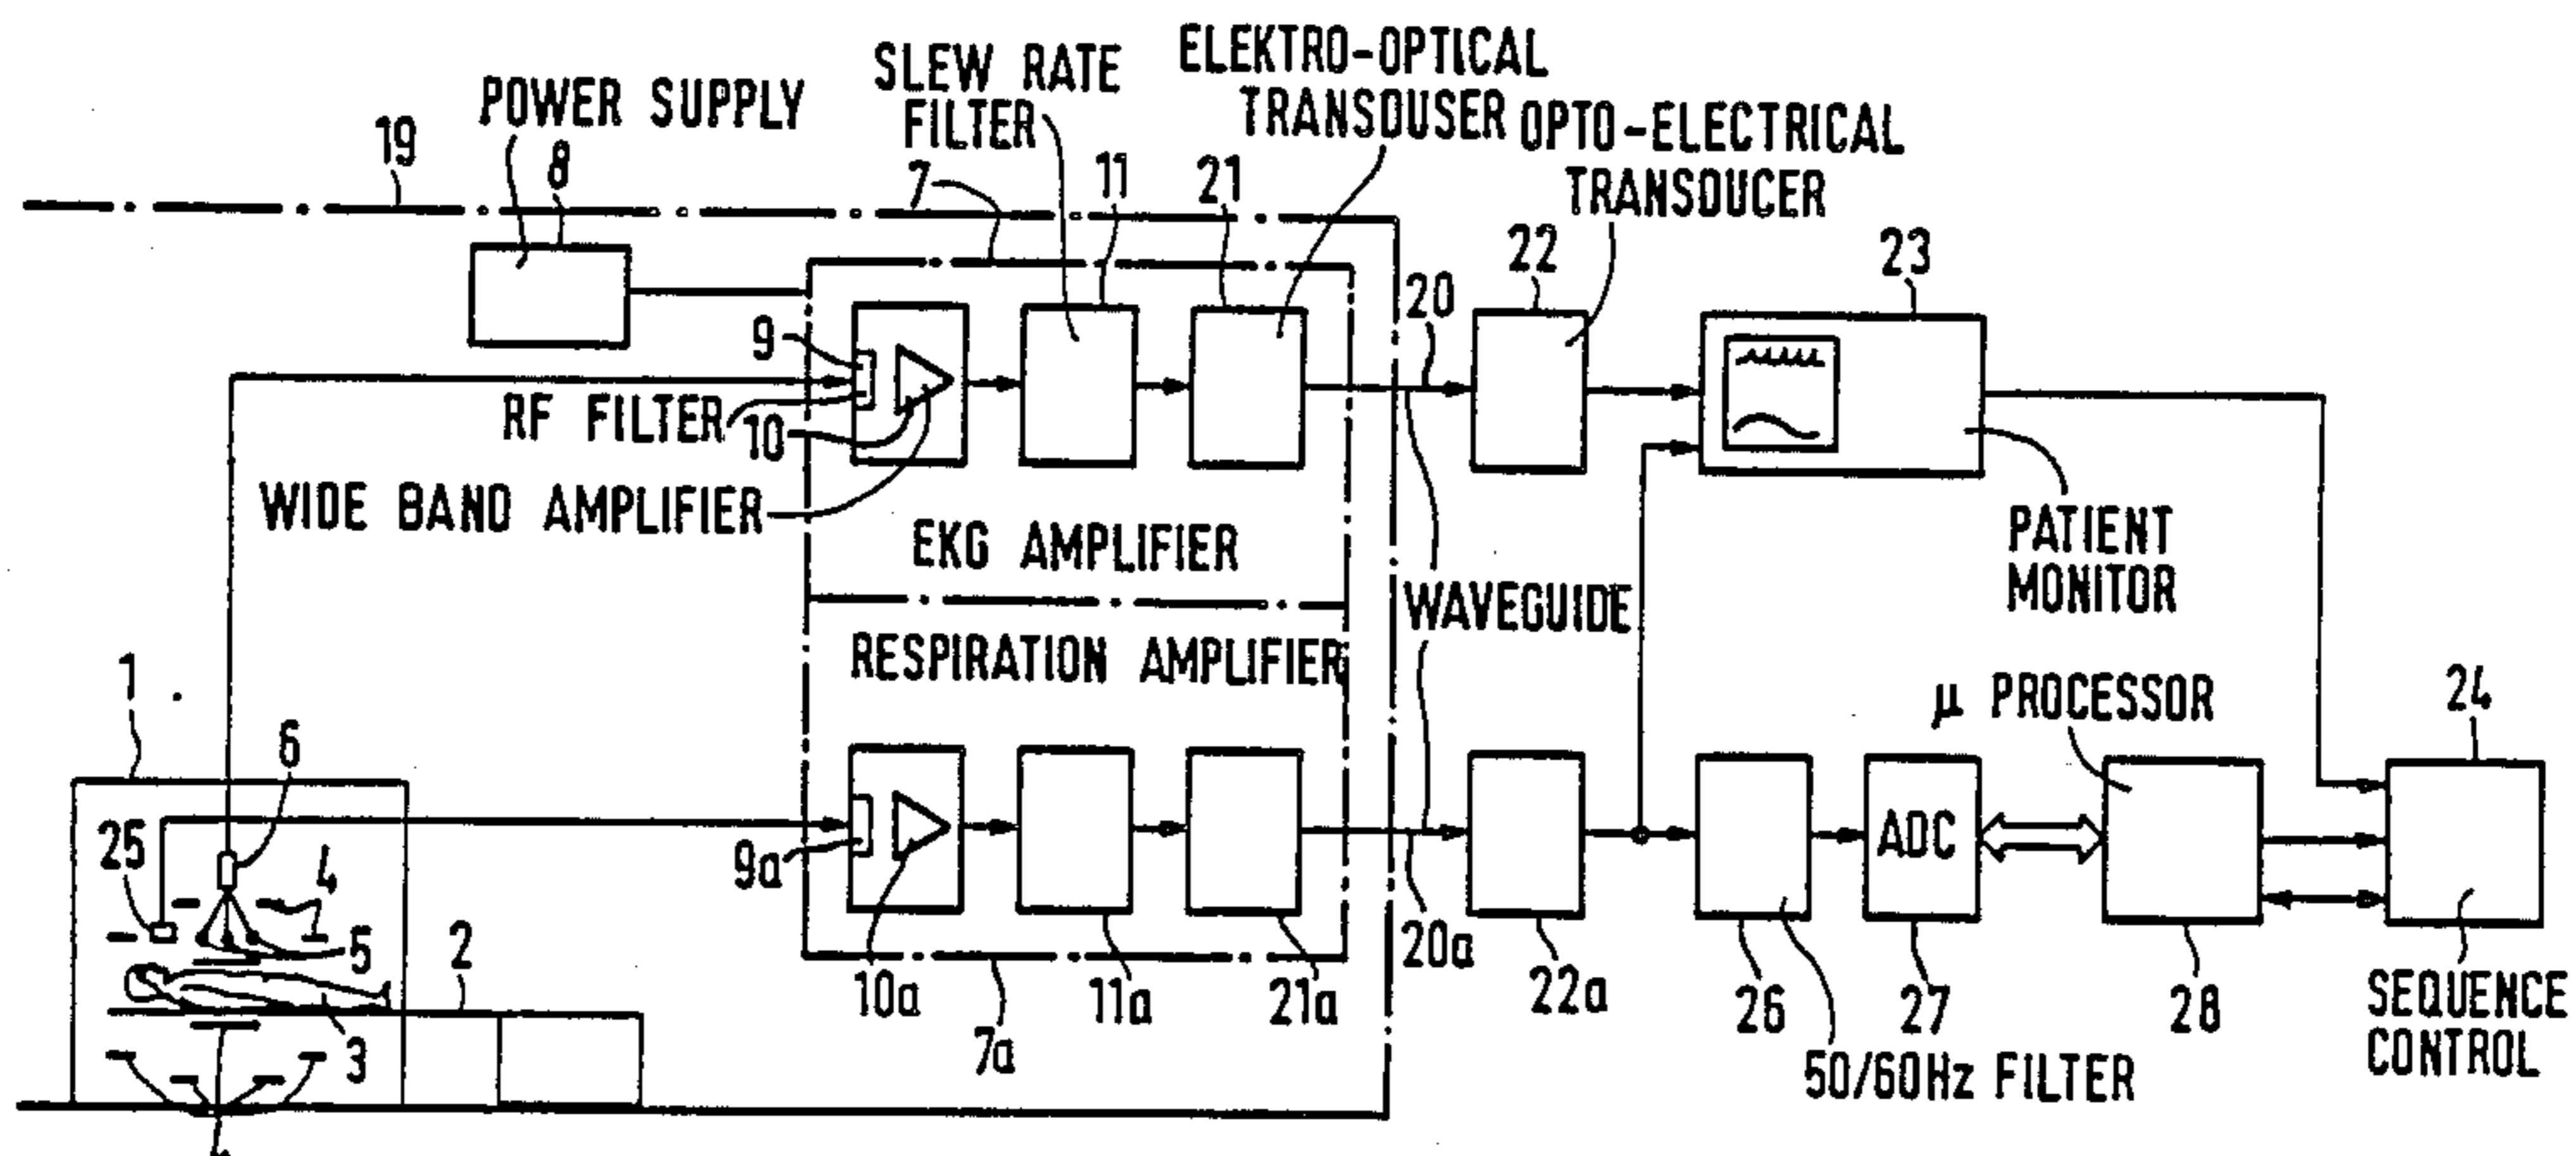 SLEW RATE
FILTER
ELEKTRO-OPTICAL
TRANSDUSER
OPTO-ELECTRICAL
TRANSDUCER
POWER SUPPLY
19
8
7
11
21
22
23
20
9
RF FILTER
10
WIDE BAND AMPLIFIER
EKG AMPLIFIER
PATIENT
MONITOR
WAVEGUIDE
RESPIRATION AMPLIFIER
1
6
25
4
5
2
3
9a
10a
11a
21a
7a
20a
22a
26
ADC
27
μ PROCESSOR
28
24
50/60Hz FILTER
SEQUENCE
CONTROL